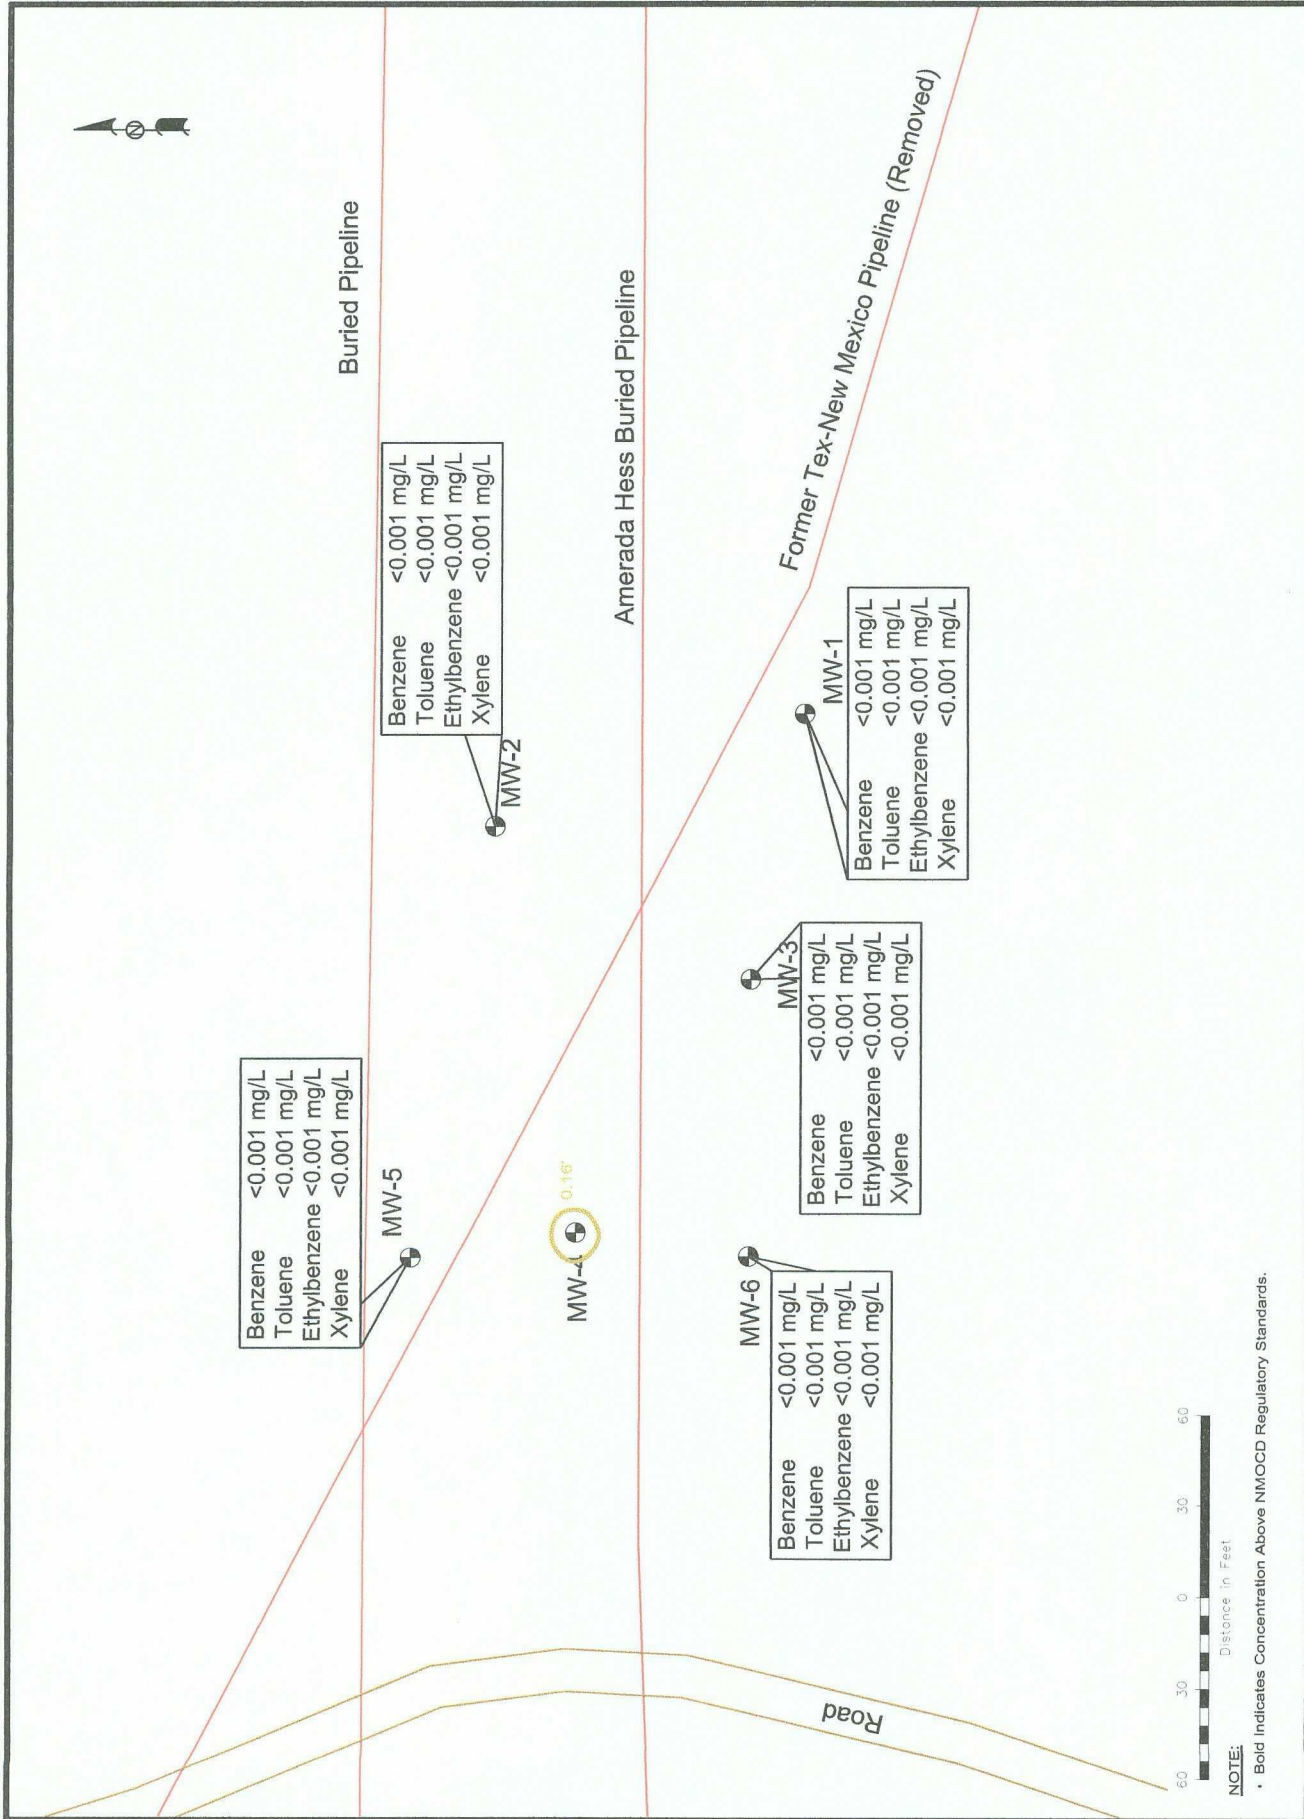 N
Buried Pipeline
Benzene <0.001 mg/L
Toluene <0.001 mg/L
Ethylbenzene <0.001 mg/L
Xylene <0.001 mg/L
MW-5
Benzene <0.001 mg/L
Toluene <0.001 mg/L
Ethylbenzene <0.001 mg/L
Xylene <0.001 mg/L
MW-2
MW-4
0.16'
Amerada Hess Buried Pipeline
MW-6
Benzene <0.001 mg/L
Toluene <0.001 mg/L
Ethylbenzene <0.001 mg/L
Xylene <0.001 mg/L
MW-3
Benzene <0.001 mg/L
Toluene <0.001 mg/L
Ethylbenzene <0.001 mg/L
Xylene <0.001 mg/L
MW-1
Benzene <0.001 mg/L
Toluene <0.001 mg/L
Ethylbenzene <0.001 mg/L
Xylene <0.001 mg/L
Former Tex-New Mexico Pipeline (Removed)
Road
60 30 0 30 60
Distance in Feet
NOTE:
• Bold Indicates Concentration Above NMOCD Regulatory Standards.